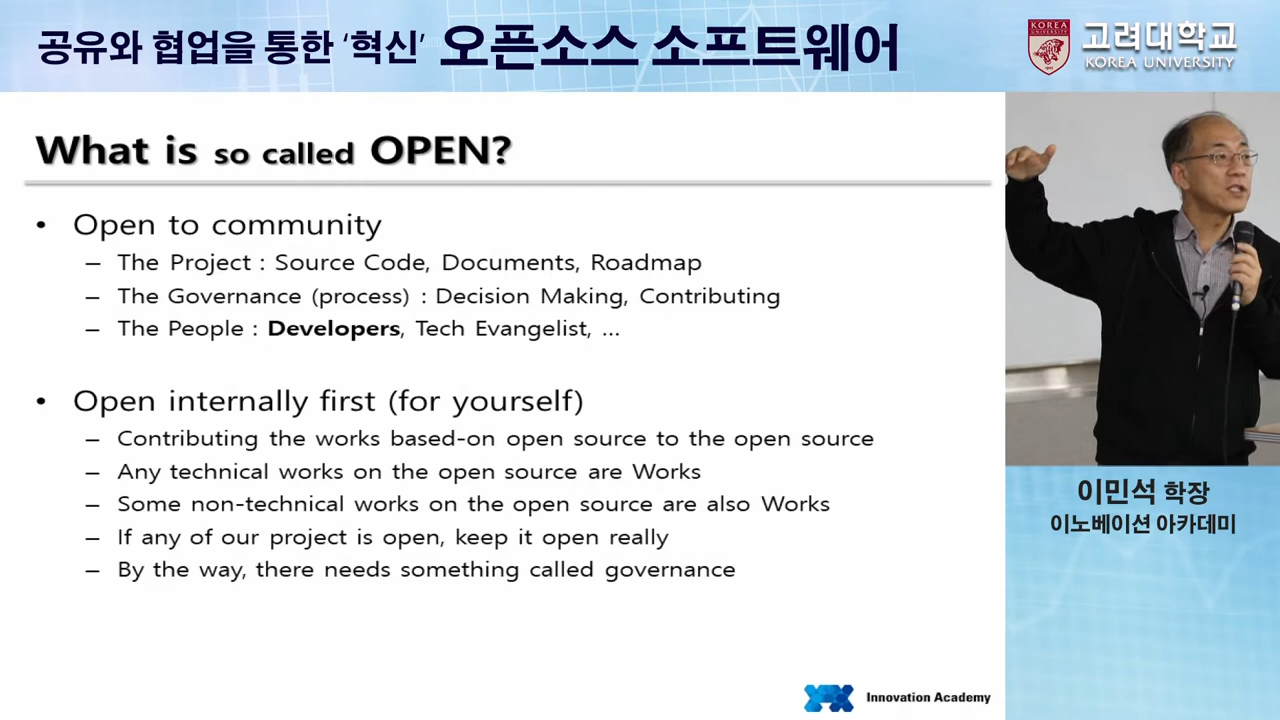 공유와 협업을 통한 ‘혁신’ 오픈소스 소프트웨어
KOREA
UNIVERSITY
고려대학교
KOREA UNIVERSITY
What is so called OPEN?
• Open to community
– The Project : Source Code, Documents, Roadmap
– The Governance (process) : Decision Making, Contributing
– The People : Developers, Tech Evangelist, ...
• Open internally first (for yourself)
– Contributing the works based-on open source to the open source
– Any technical works on the open source are Works
– Some non-technical works on the open source are also Works
– If any of our project is open, keep it open really
– By the way, there needs something called governance
이민석 학장
이노베이션 아카데미
Innovation Academy